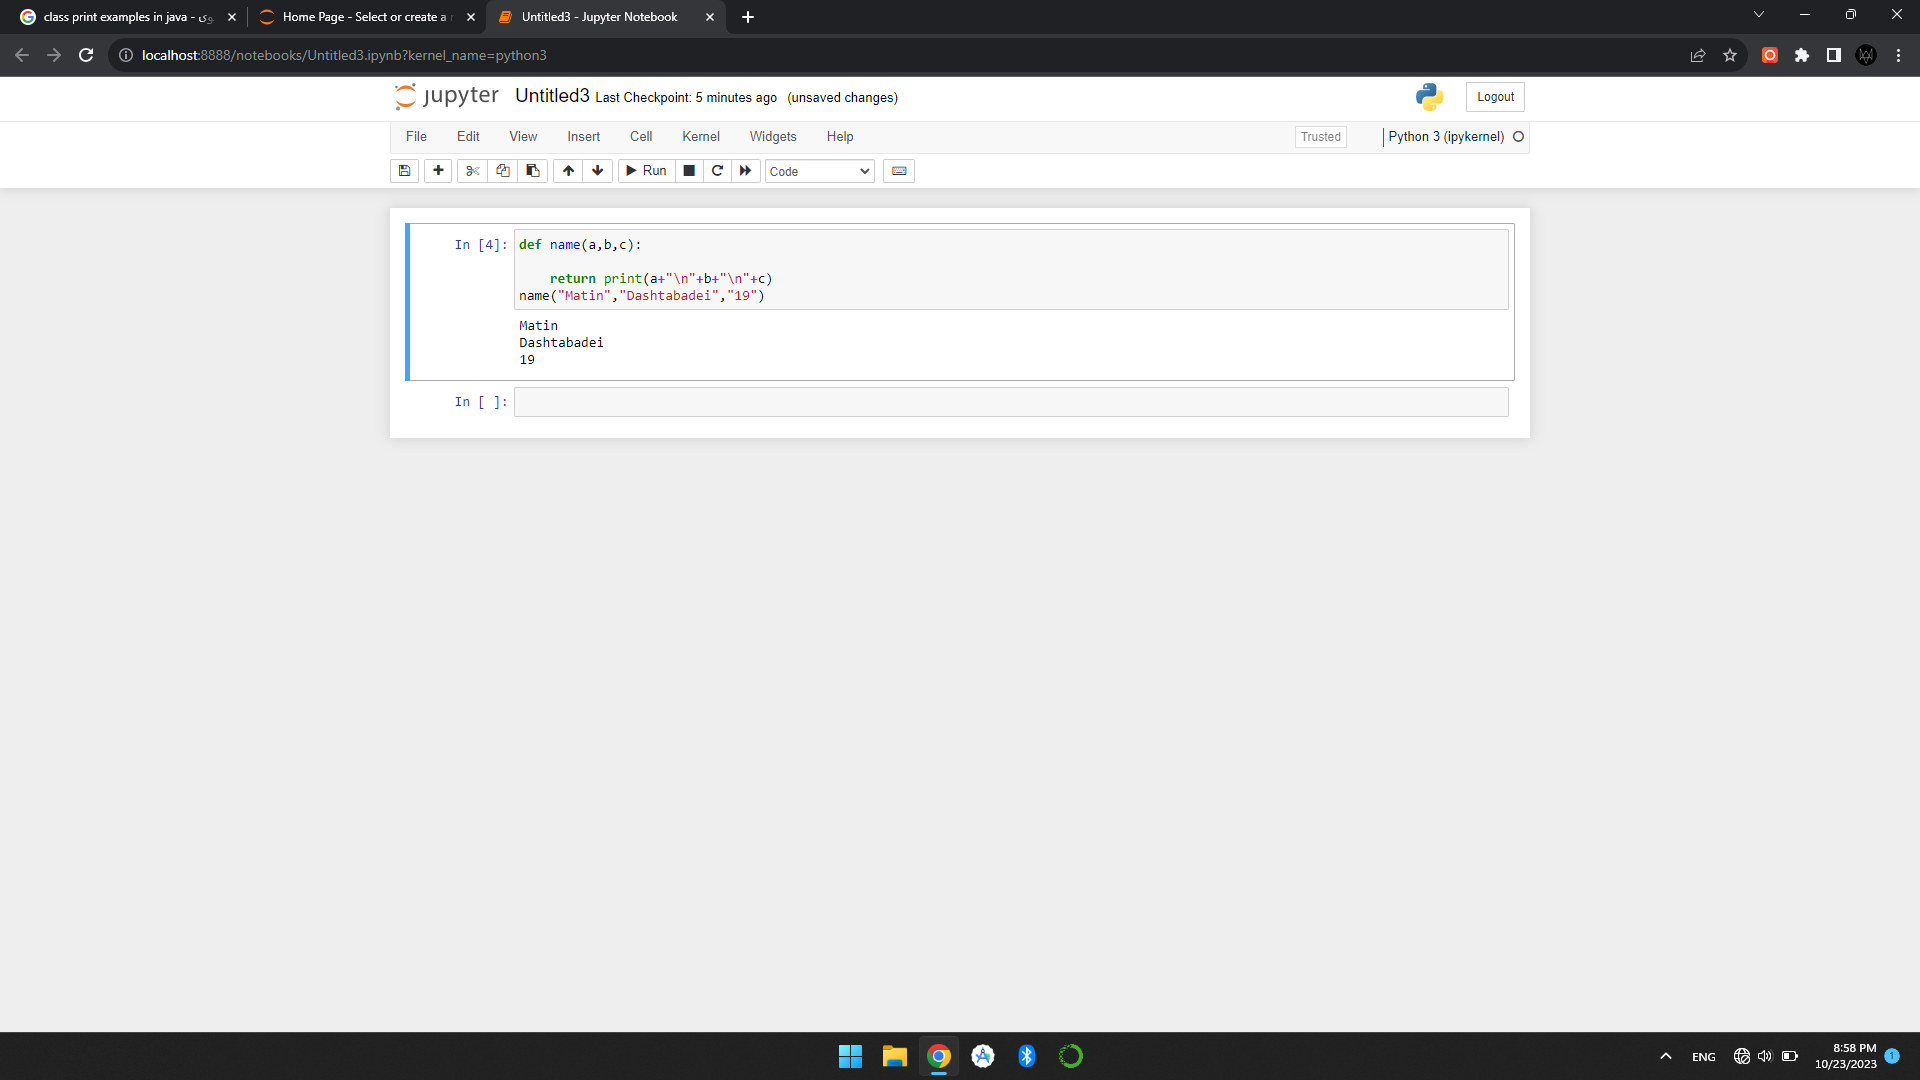 class print examples in java -
Home Page - Select or create a
Untitled3 - Jupyter Notebook
localhost:8888/notebooks/Untitled3.ipynb?kernel_name=python3
jupyter Untitled3 Last Checkpoint: 5 minutes ago (unsaved changes)
Logout
File Edit View Insert Cell Kernel Widgets Help
Trusted
Python 3 (ipykernel)
Run
Code
In [4]: def name(a,b,c):
return print(a+"\n"+b+"\n"+c)
name("Matin","Dashtabadei","19")
Matin
Dashtabadei
19
In [ ]:
ENG
8:58 PM
10/23/2023
1